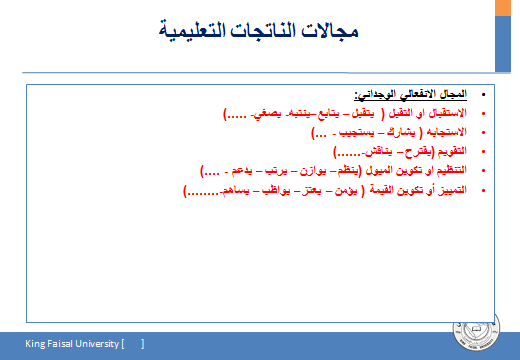 مجالات الناتجات التعليمية
• المجال الانفعالي الوجداني:
• الاستقبال او التقبل ( يتقبل – يتابع –ينتبه- يصغي- .....)
• الاستجابه ( يشارك – يستجيب - ...)
• التقويم (يقترح – يناقش-......)
• التنظيم او تكوين الميول (ينظم – يوازن – يرتب – يدعم - ....)
• التمييز أو تكوين القيمة ( يؤمن – يعتز – يواظب – يساهم-........)
King Faisal University [ ]